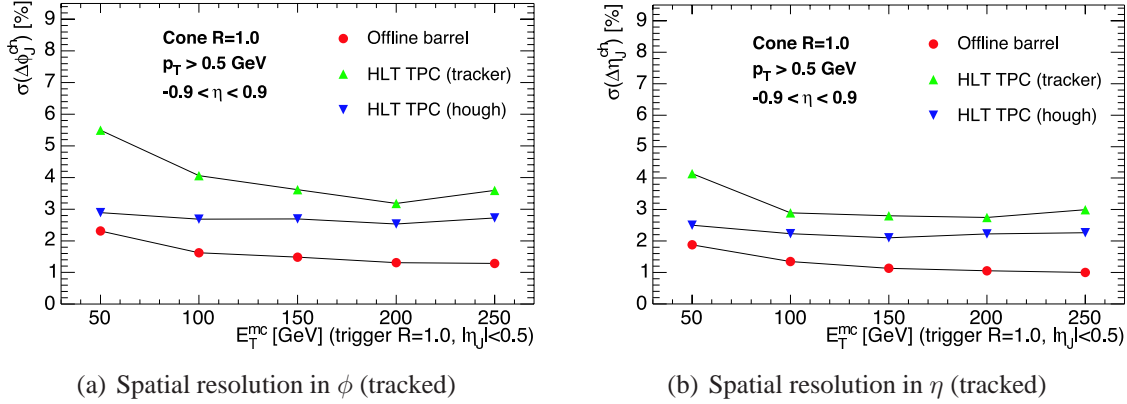 σ(Δϕ_J^ch) [%]
9
8
7
6
5
4
3
2
1
0
Cone R=1.0
p_T > 0.5 GeV
-0.9 < η < 0.9
Offline barrel
HLT TPC (tracker)
HLT TPC (hough)
50 100 150 200 250
E_T^mc [GeV] (trigger R=1.0, |η_J|<0.5)
(a) Spatial resolution in ϕ (tracked)
σ(Δη_J^ch) [%]
9
8
7
6
5
4
3
2
1
0
Cone R=1.0
p_T > 0.5 GeV
-0.9 < η < 0.9
Offline barrel
HLT TPC (tracker)
HLT TPC (hough)
50 100 150 200 250
E_T^mc [GeV] (trigger R=1.0, |η_J|<0.5)
(b) Spatial resolution in η (tracked)